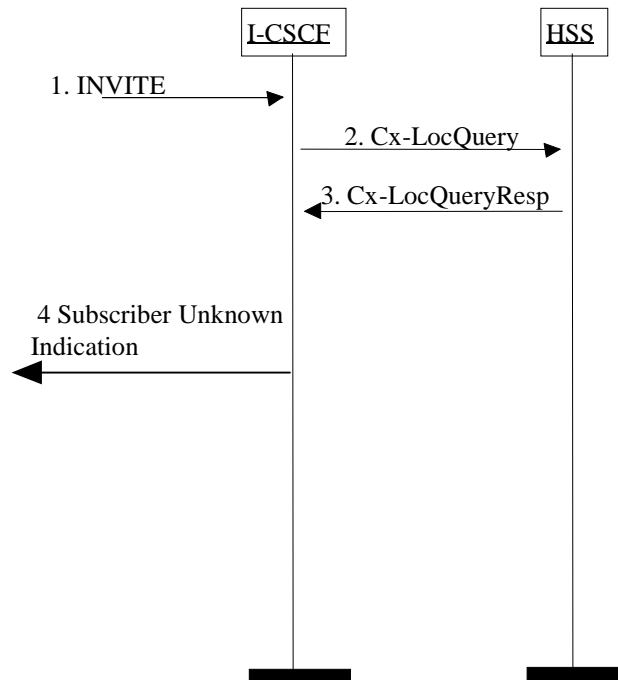 I-CSCF
HSS
1. INVITE
2. Cx-LocQuery
3. Cx-LocQueryResp
4 Subscriber Unknown
Indication